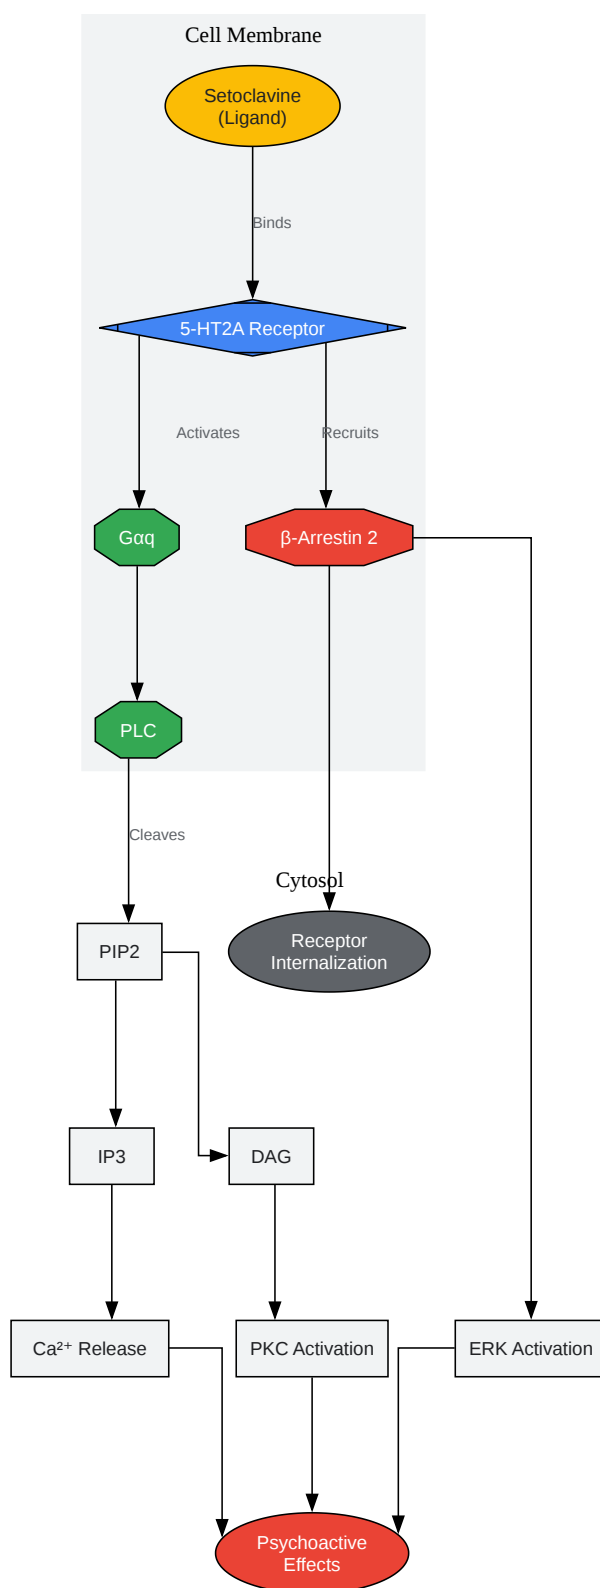 Cell Membrane
Setoclavine
(Ligand)
Binds
5-HT2A Receptor
Activates
Recruits
Gαq
β-Arrestin 2
PLC
Cleaves
Cytosol
PIP2
Receptor
Internalization
IP3
DAG
Ca²⁺ Release
PKC Activation
ERK Activation
Psychoactive
Effects